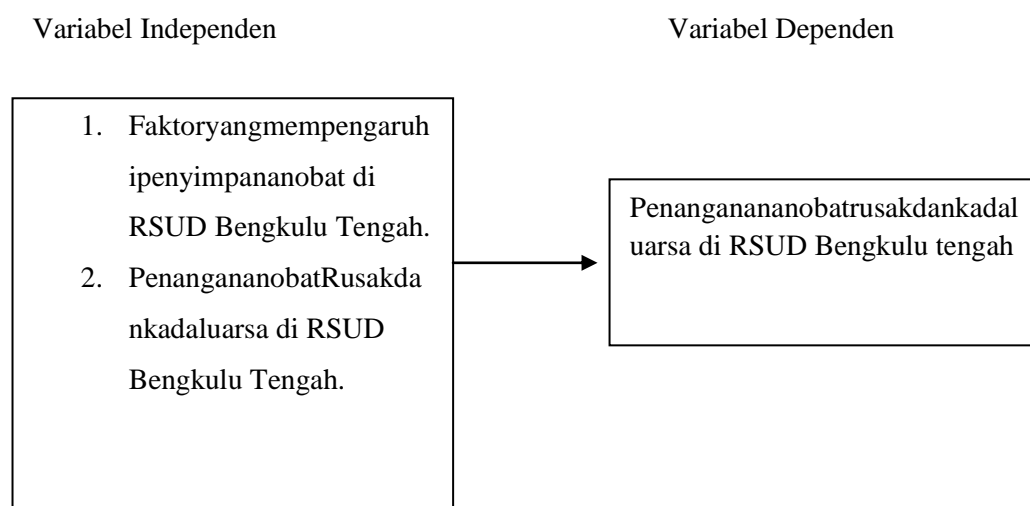 Variabel Independen
Variabel Dependen
1. Faktoryangmempengaruh
ipenyimpananobat di
RSUD Bengkulu Tengah.
2. PenangananobatRusakda
nkadaluarsa di RSUD
Bengkulu Tengah.
Penanganananobatrusakdankadal
uarsa di RSUD Bengkulu tengah